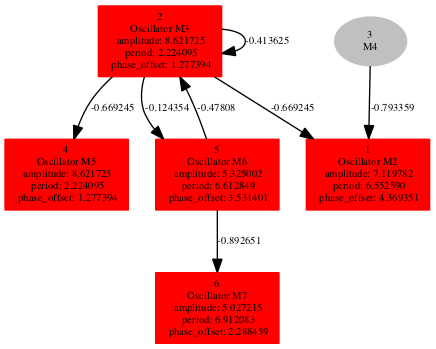 2
Oscillator M3
amplitude: 8.621725
period: 2.224095
phase_offset: 1.277394
-0.413625
3
M4
-0.669245
-0.124354
-0.47808
-0.669245
-0.793359
4
Oscillator M5
amplitude: 8.621725
period: 2.224095
phase_offset: 1.277394
5
Oscillator M6
amplitude: 5.325002
period: 6.612849
phase_offset: 3.531401
1
Oscillator M2
amplitude: 7.119782
period: 6.552590
phase_offset: 4.369351
-0.892651
6
Oscillator M7
amplitude: 5.027215
period: 6.912083
phase_offset: 2.288459